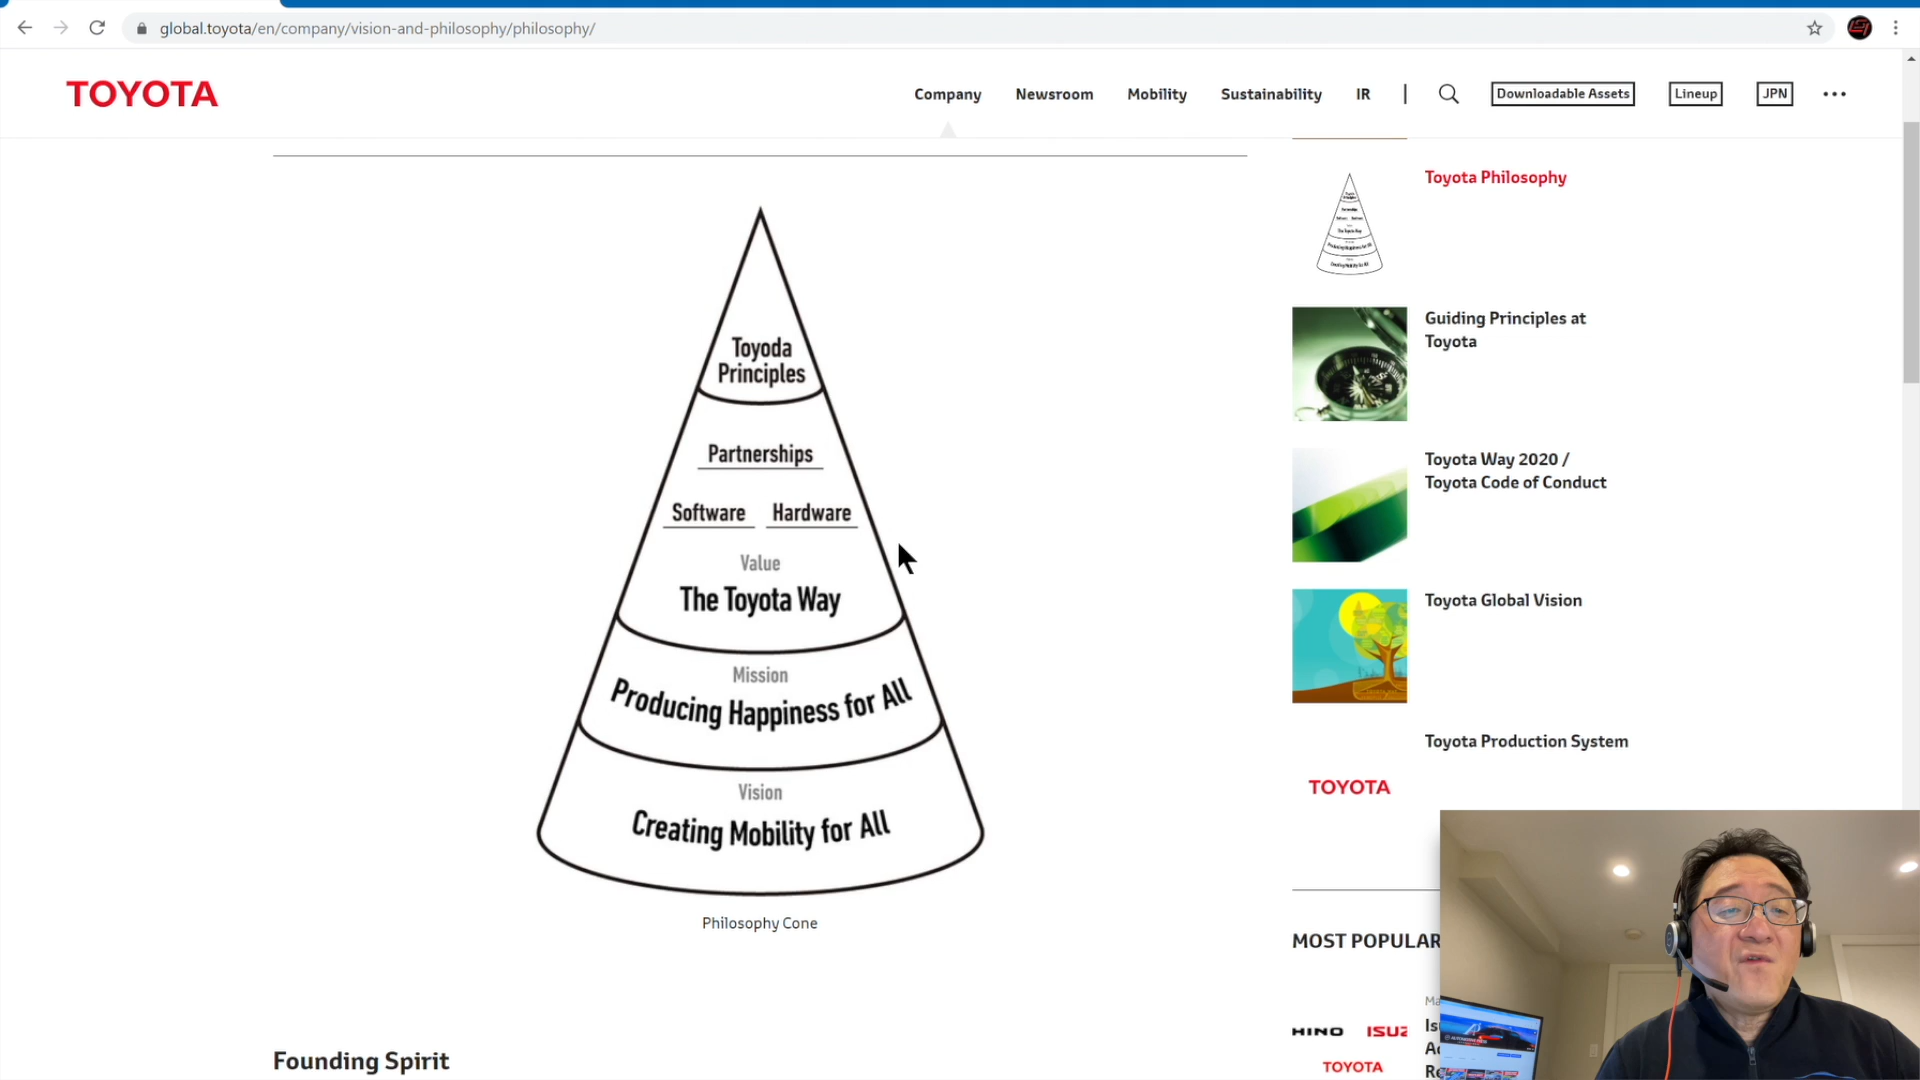 global.toyota/en/company/vision-and-philosophy/philosophy/
TOYOTA
Company
Newsroom
Mobility
Sustainability
IR
Downloadable Assets
Lineup
JPN
Toyoda
Principles
Partnerships
Software Hardware
Value
The Toyota Way
Mission
Producing Happiness for All
Vision
Creating Mobility for All
Philosophy Cone
Founding Spirit
Toyota Philosophy
Guiding Principles at
Toyota
Toyota Way 2020 /
Toyota Code of Conduct
Toyota Global Vision
Toyota Production System
TOYOTA
MOST POPULAR
HINO
TOYOTA